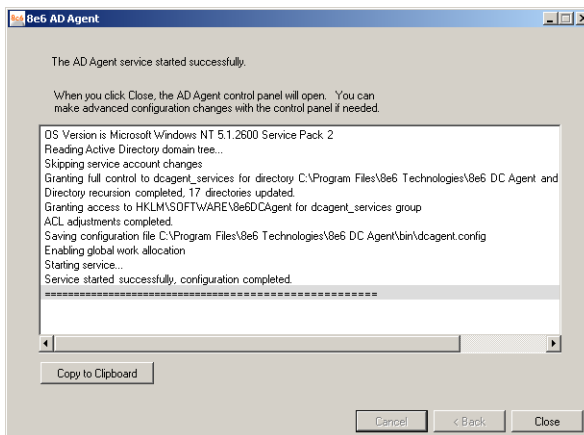 8e6 AD Agent
The AD Agent service started successfully.
When you click Close, the AD Agent control panel will open. You can
make advanced configuration changes with the control panel if needed.
OS Version is Microsoft Windows NT 5.1.2600 Service Pack 2
Reading Active Directory domain tree...
Skipping service account changes
Granting full control to dcagent_services for directory C:\Program Files\8e6 Technologies\8e6 DC Agent and
Directory recursion completed, 17 directories updated.
Granting access to HKLM\SOFTWARE\8e6DCAgent for dcagent_services group
ACL adjustments completed.
Saving configuration file C:\Program Files\8e6 Technologies\8e6 DC Agent\bin\dcagent.config
Enabling global work allocation
Starting service...
Service started successfully, configuration completed.
=======================================================
Copy to Clipboard
Cancel
< Back
Close